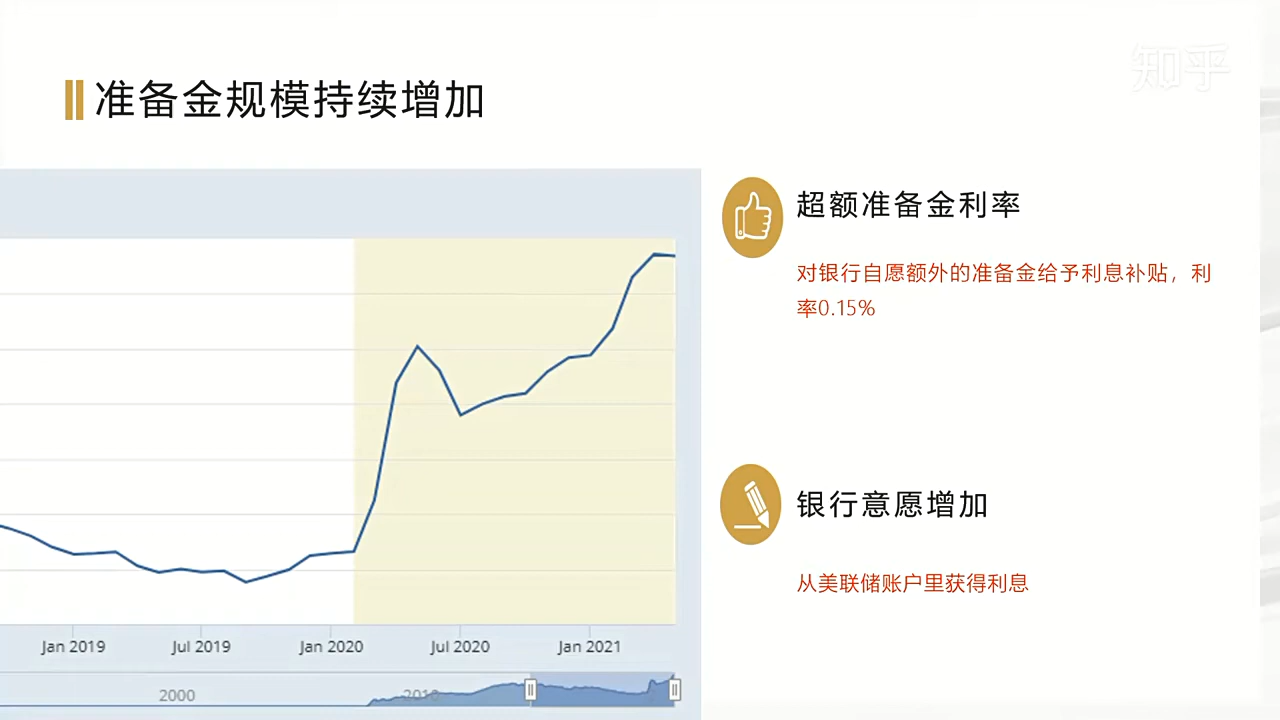 知乎
准备金规模持续增加
超额准备金利率
对银行自愿额外的准备金给予利息补贴，利
率0.15%
银行意愿增加
从美联储账户里获得利息
Jan 2019
Jul 2019
Jan 2020
Jul 2020
Jan 2021
2000
2010